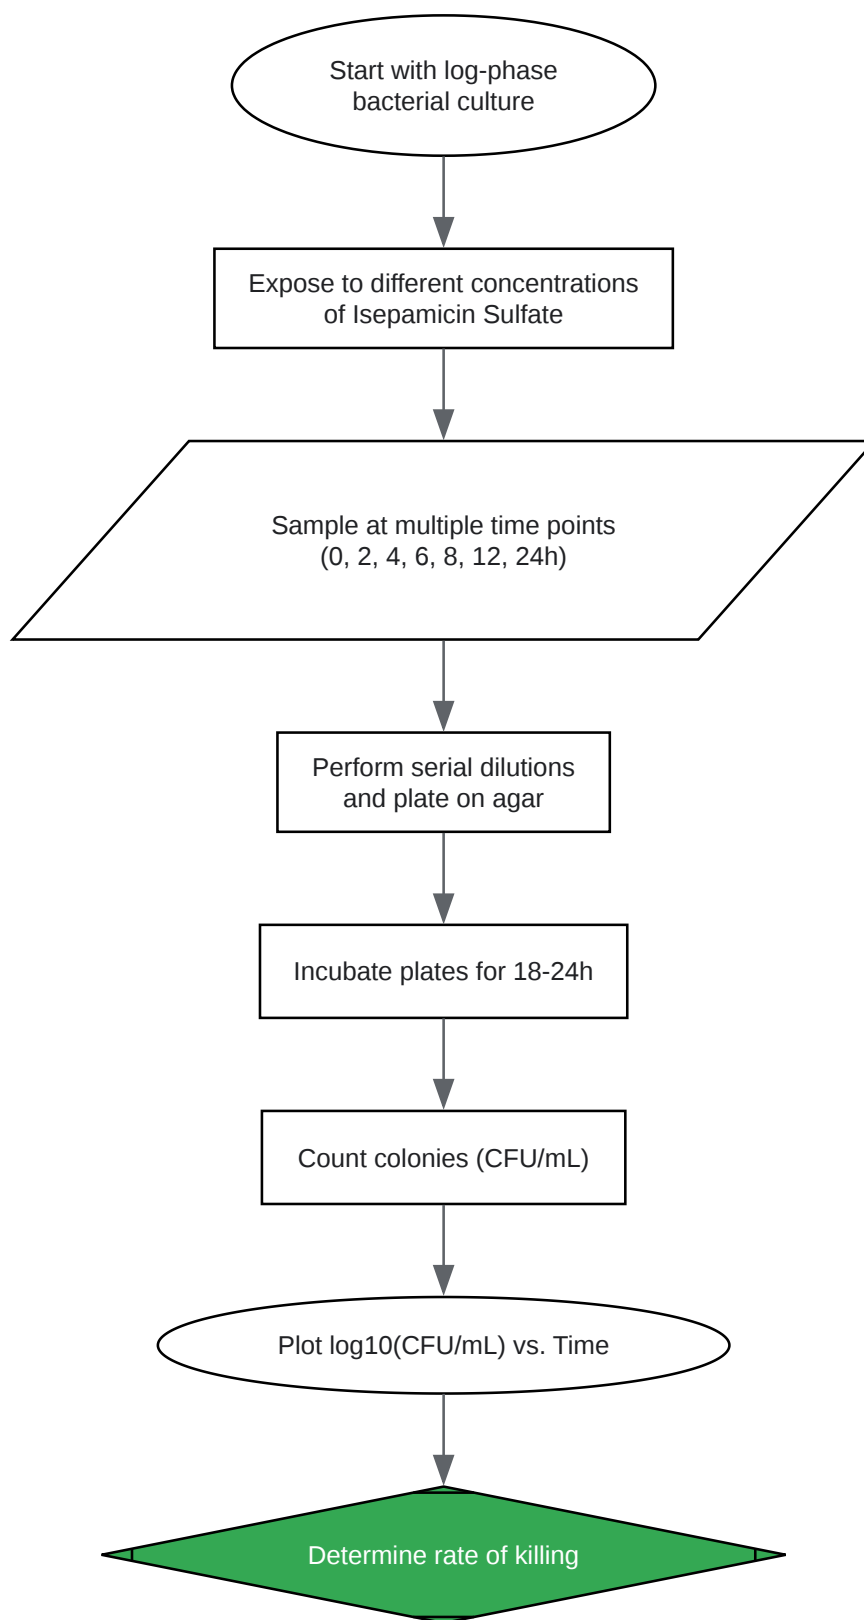 Start with log-phase
bacterial culture
Expose to different concentrations
of Isepamicin Sulfate
Sample at multiple time points
(0, 2, 4, 6, 8, 12, 24h)
Perform serial dilutions
and plate on agar
Incubate plates for 18-24h
Count colonies (CFU/mL)
Plot log10(CFU/mL) vs. Time
Determine rate of killing